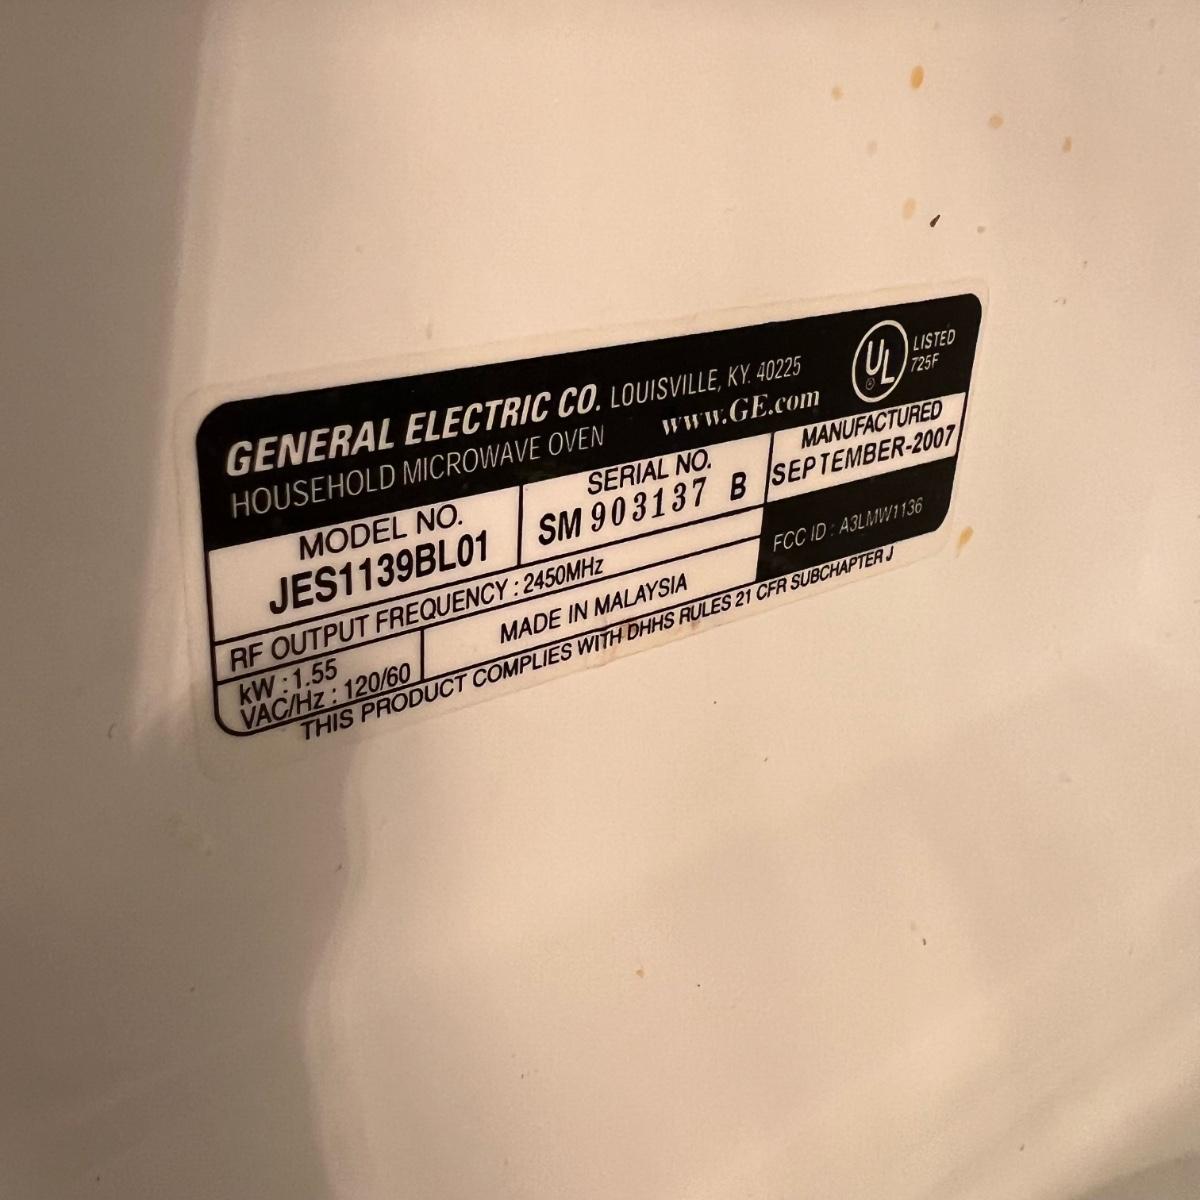 GENERAL ELECTRIC CO. LOUISVILLE, KY. 40225
HOUSEHOLD MICROWAVE OVEN www.GE.com
UL LISTED
725F
MODEL NO.
JES1139BL01
SERIAL NO.
SM 903137 B
MANUFACTURED
SEPTEMBER-2007
RF OUTPUT FREQUENCY : 2450MHz
FCC ID : A3LMW1136
kW : 1.55
VAC/Hz : 120/60
MADE IN MALAYSIA
THIS PRODUCT COMPLIES WITH DHHS RULES 21 CFR SUBCHAPTER J